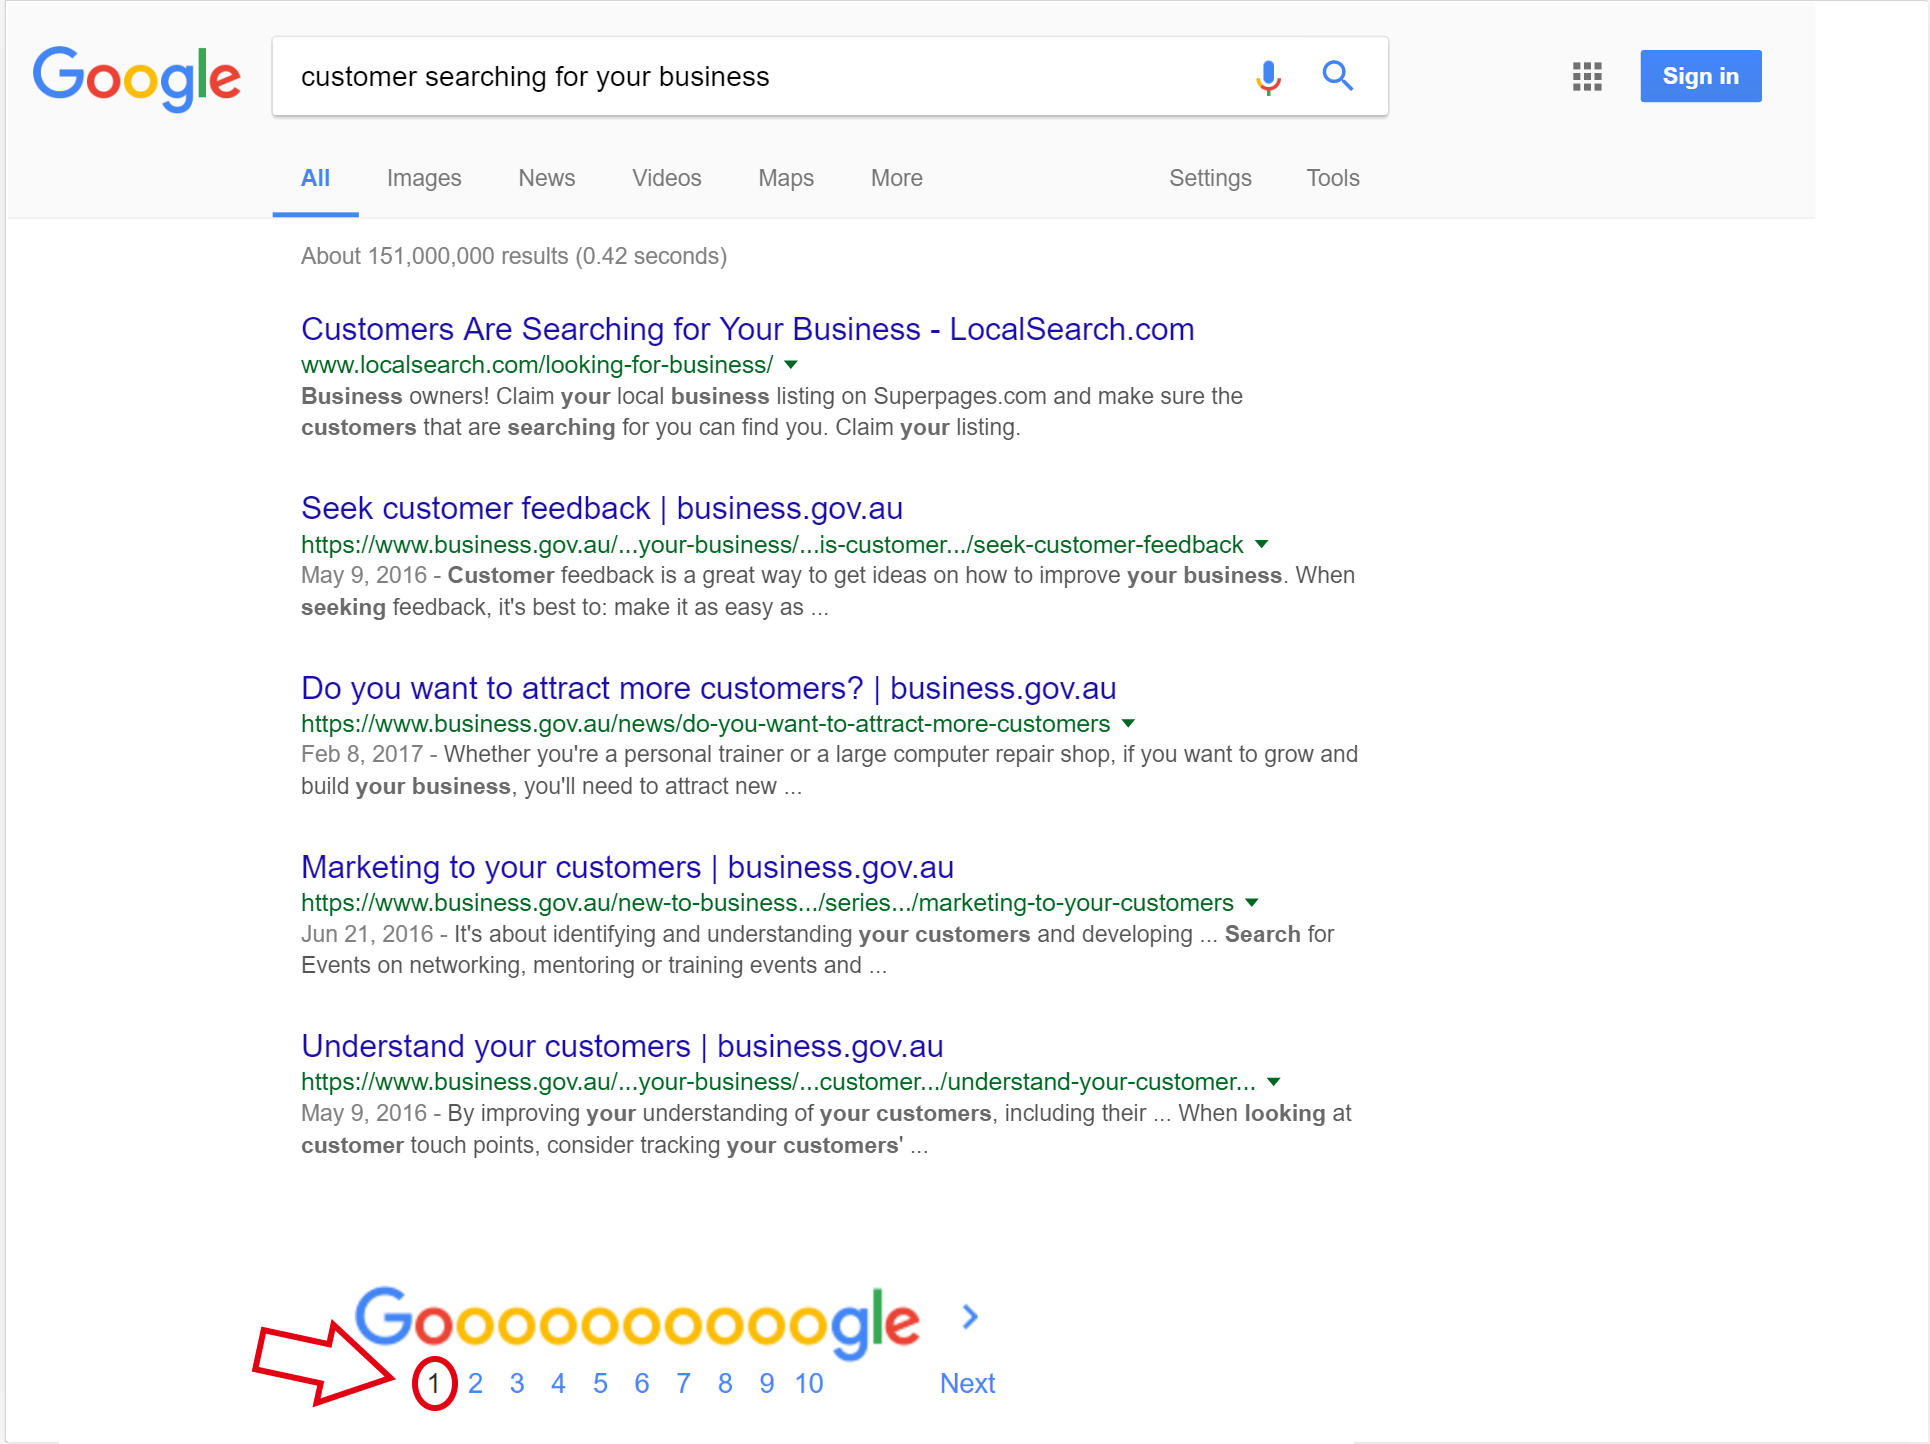 Google
customer searching for your business
Sign in
All Images News Videos Maps More Settings Tools
About 151,000,000 results (0.42 seconds)
Customers Are Searching for Your Business - LocalSearch.com
www.localsearch.com/looking-for-business/
Business owners! Claim your local business listing on Superpages.com and make sure the
customers that are searching for you can find you. Claim your listing.
Seek customer feedback | business.gov.au
https://www.business.gov.au/...your-business/...is-customer.../seek-customer-feedback
May 9, 2016 - Customer feedback is a great way to get ideas on how to improve your business. When
seeking feedback, it's best to: make it as easy as ...
Do you want to attract more customers? | business.gov.au
https://www.business.gov.au/news/do-you-want-to-attract-more-customers
Feb 8, 2017 - Whether you're a personal trainer or a large computer repair shop, if you want to grow and
build your business, you'll need to attract new ...
Marketing to your customers | business.gov.au
https://www.business.gov.au/new-to-business.../series.../marketing-to-your-customers
Jun 21, 2016 - It's about identifying and understanding your customers and developing ... Search for
Events on networking, mentoring or training events and ...
Understand your customers | business.gov.au
https://www.business.gov.au/...your-business/...customer.../understand-your-customer...
May 9, 2016 - By improving your understanding of your customers, including their ... When looking at
customer touch points, consider tracking your customers' ...
Goooooooooogle
1 2 3 4 5 6 7 8 9 10 Next